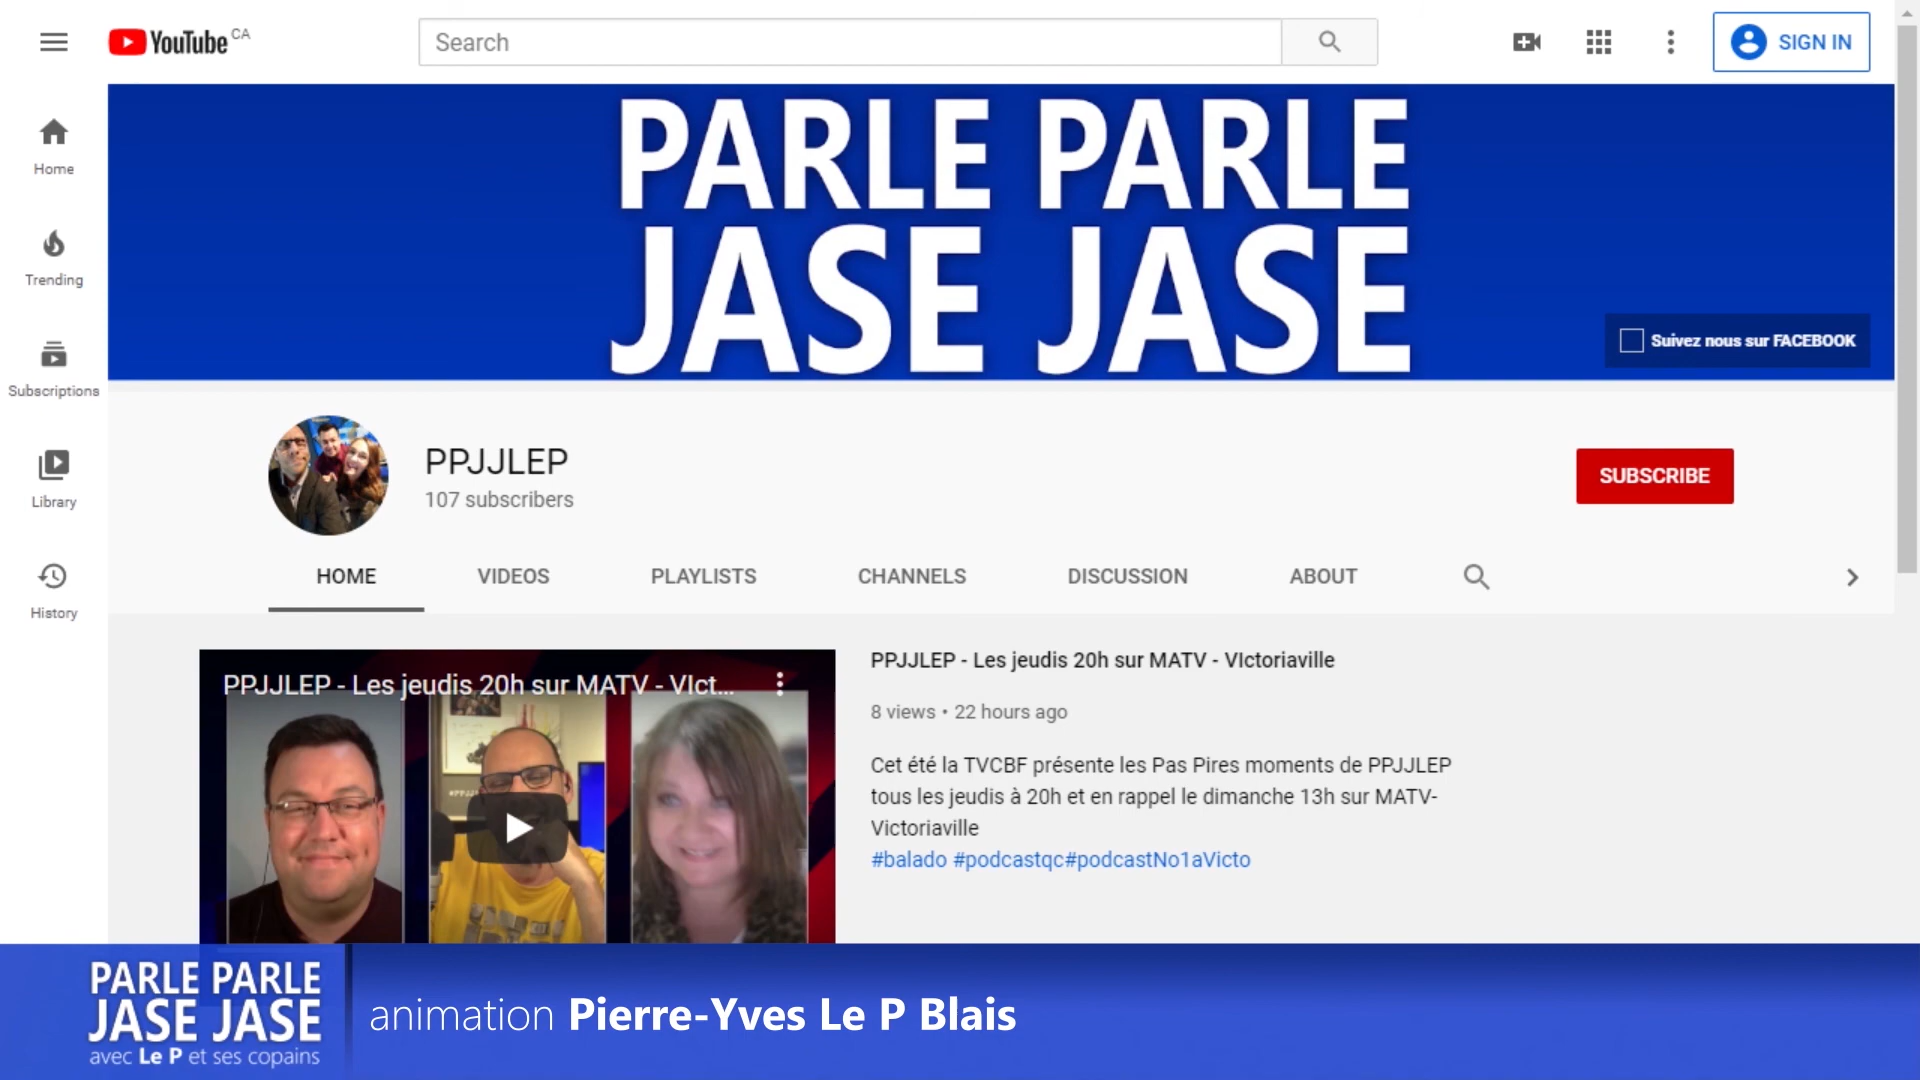 YouTube CA
Search
SIGN IN
Home
Trending
Subscriptions
Library
History
PARLE PARLE
JASE JASE
Suivez nous sur FACEBOOK
PPJJLEP
107 subscribers
SUBSCRIBE
HOME VIDEOS PLAYLISTS CHANNELS DISCUSSION ABOUT
PPJJLEP - Les jeudis 20h sur MATV - VIct...
PPJJLEP - Les jeudis 20h sur MATV - VIctoriaville
8 views • 22 hours ago
Cet été la TVCBF présente les Pas Pires moments de PPJJLEP
tous les jeudis à 20h et en rappel le dimanche 13h sur MATV-
Victoriaville
#balado #podcastqc#podcastNo1aVicto
PARLE PARLE
JASE JASE
avec Le P et ses copains
animation Pierre-Yves Le P Blais